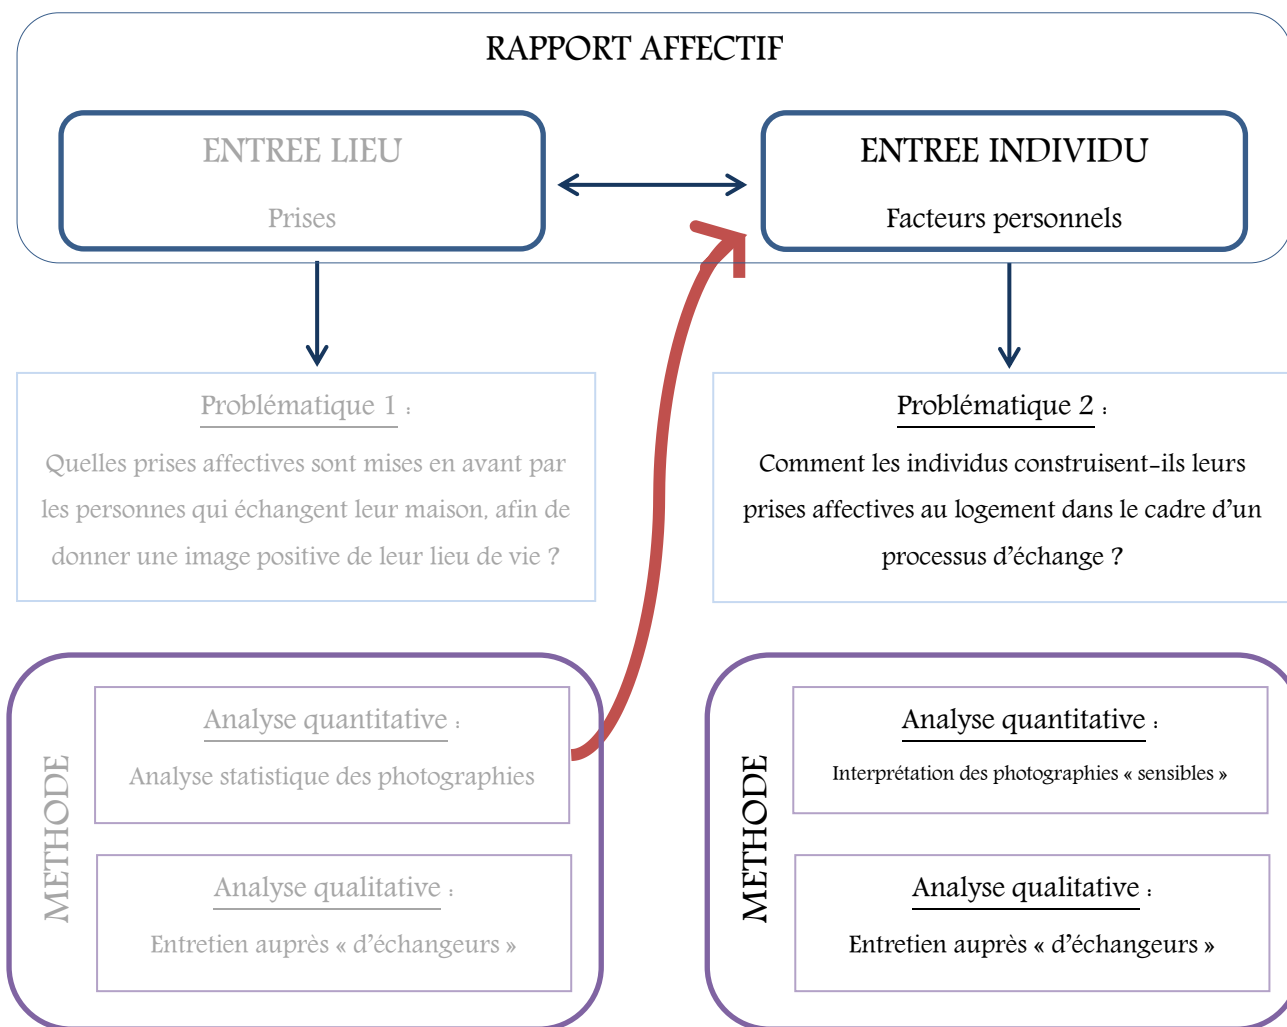 RAPPORT AFFECTIF
ENTREE LIEU
Prises
ENTREE INDIVIDU
Facteurs personnels
Problématique 1 :
Quelles prises affectives sont mises en avant par
les personnes qui échangent leur maison, afin de
donner une image positive de leur lieu de vie ?
Problématique 2 :
Comment les individus construisent-ils leurs
prises affectives au logement dans le cadre d’un
processus d’échange ?
METHODE
Analyse quantitative :
Analyse statistique des photographies
Analyse qualitative :
Entretien auprès « d’échangeurs »
METHODE
Analyse quantitative :
Interprétation des photographies « sensibles »
Analyse qualitative :
Entretien auprès « d’échangeurs »